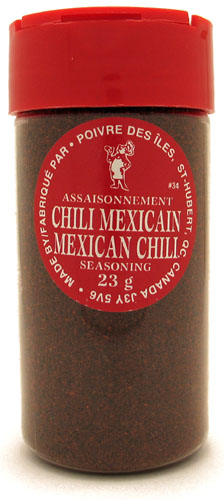 MADE BY/FABRIQUÉ PAR • POIVRE DES ÎLES, ST-HUBERT, QC, CANADA J3Y 5V6 •
#34
ASSAISONNEMENT
CHILI MEXICAIN
MEXICAN CHILI
SEASONING
23 g